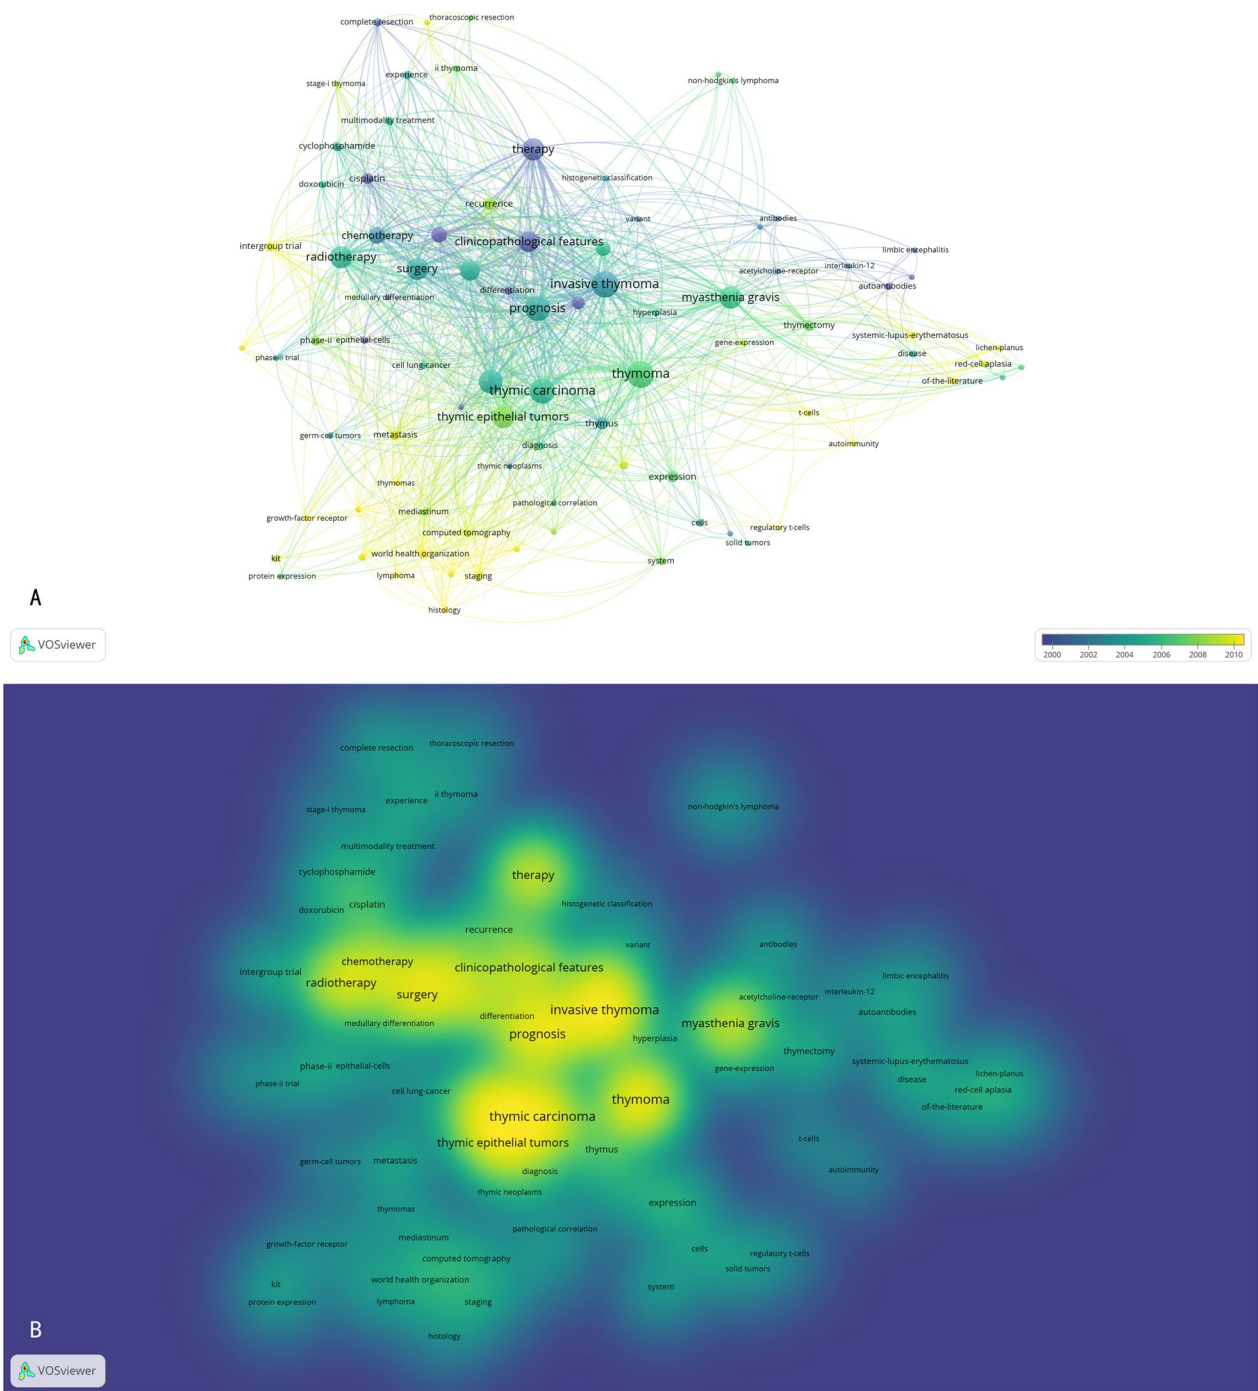 complete resection
thoracoscopic resection
experience
ii thymoma
stage-i thymoma
non-hodgkin's lymphoma
multimodality treatment
cyclophosphamide
therapy
doxorubicin
cisplatin
histogenetic classification
recurrence
variant
antibodies
chemotherapy
clinicopathological features
intergroup trial
radiotherapy
limbic encephalitis
surgery
acetylcholine-receptor
interleukin-12
invasive thymoma
autoantibodies
medullary differentiation
differentiation
myasthenia gravis
prognosis
hyperplasia
thymectomy
phase-ii
epithelial-cells
gene-expression
systemic-lupus-erythematosus
lichen-planus
phase-ii trial
cell lung-cancer
disease
red-cell aplasia
thymoma
of-the-literature
thymic carcinoma
thymic epithelial tumors
thymus
t-cells
germ-cell tumors
metastasis
diagnosis
autoimmunity
thymic neoplasms
thymomas
expression
growth-factor receptor
mediastinum
pathological correlation
cells
regulatory t-cells
computed tomography
solid tumors
kit
world health organization
system
protein expression
lymphoma
staging
A
histology
VOSviewer
2000 2002 2004 2006 2008 2010
complete resection
thoracoscopic resection
experience
ii thymoma
stage-i thymoma
non-hodgkin's lymphoma
multimodality treatment
cyclophosphamide
therapy
doxorubicin
cisplatin
histogenetic classification
recurrence
variant
antibodies
chemotherapy
clinicopathological features
intergroup trial
radiotherapy
limbic encephalitis
surgery
acetylcholine-receptor
interleukin-12
invasive thymoma
autoantibodies
medullary differentiation
differentiation
myasthenia gravis
prognosis
hyperplasia
thymectomy
phase-ii
epithelial-cells
gene-expression
systemic-lupus-erythematosus
lichen-planus
phase-ii trial
cell lung-cancer
disease
red-cell aplasia
thymoma
of-the-literature
thymic carcinoma
thymic epithelial tumors
thymus
t-cells
germ-cell tumors
metastasis
diagnosis
autoimmunity
thymic neoplasms
thymomas
expression
growth-factor receptor
mediastinum
pathological correlation
cells
regulatory t-cells
computed tomography
solid tumors
kit
world health organization
system
protein expression
lymphoma
staging
B
histology
VOSviewer